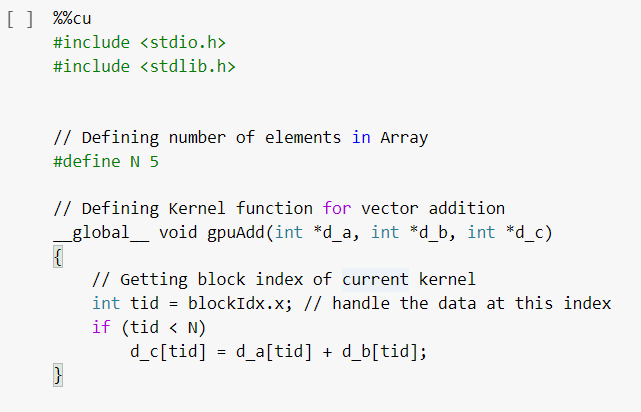 [ ] %%cu
#include <stdio.h>
#include <stdlib.h>
// Defining number of elements in Array
#define N 5
// Defining Kernel function for vector addition
__global__ void gpuAdd(int *d_a, int *d_b, int *d_c)
{
// Getting block index of current kernel
int tid = blockIdx.x; // handle the data at this index
if (tid < N)
d_c[tid] = d_a[tid] + d_b[tid];
}